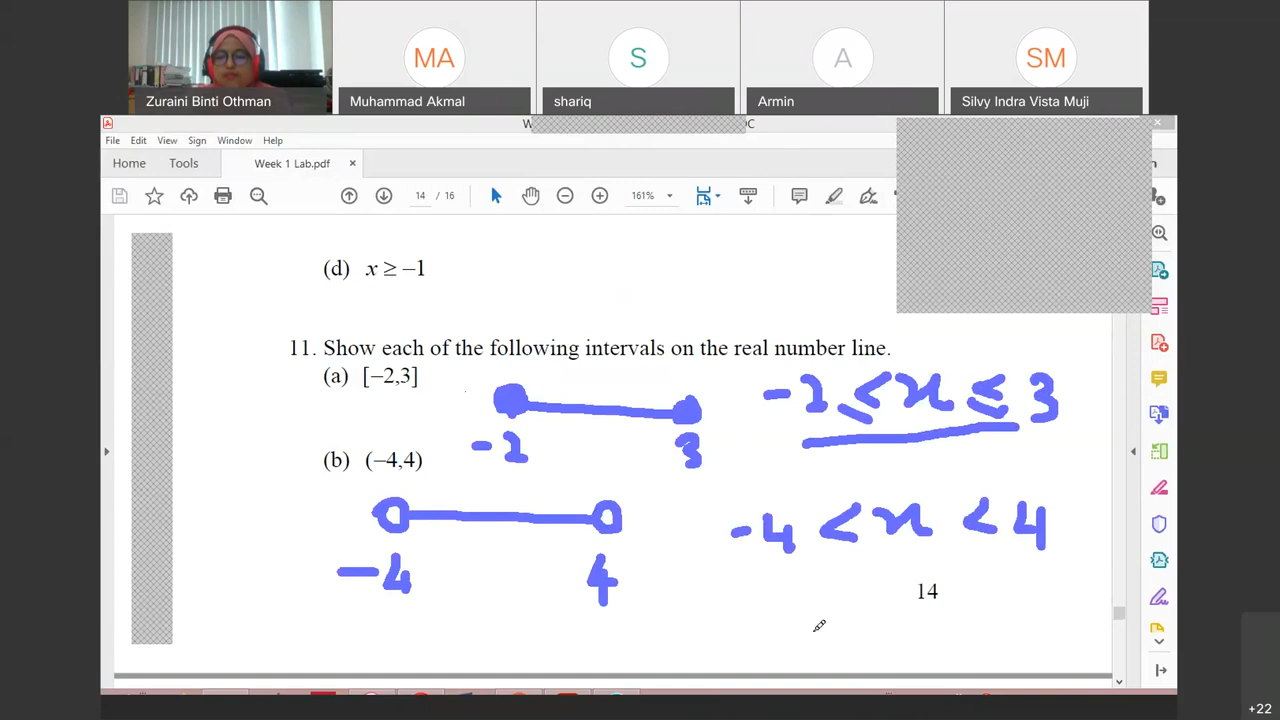 MA S A SM
Zuraini Binti Othman Muhammad Akmal shariq Armin Silvy Indra Vista Muji
File Edit View Sign Window Help
Home Tools Week 1 Lab.pdf ×
14 / 16 161%
(d) x ≥ −1
11. Show each of the following intervals on the real number line.
(a) [−2,3]
-2 ≤ x ≤ 3
-2 3
(b) (−4,4)
-4 < x < 4
-4 4
14
+22